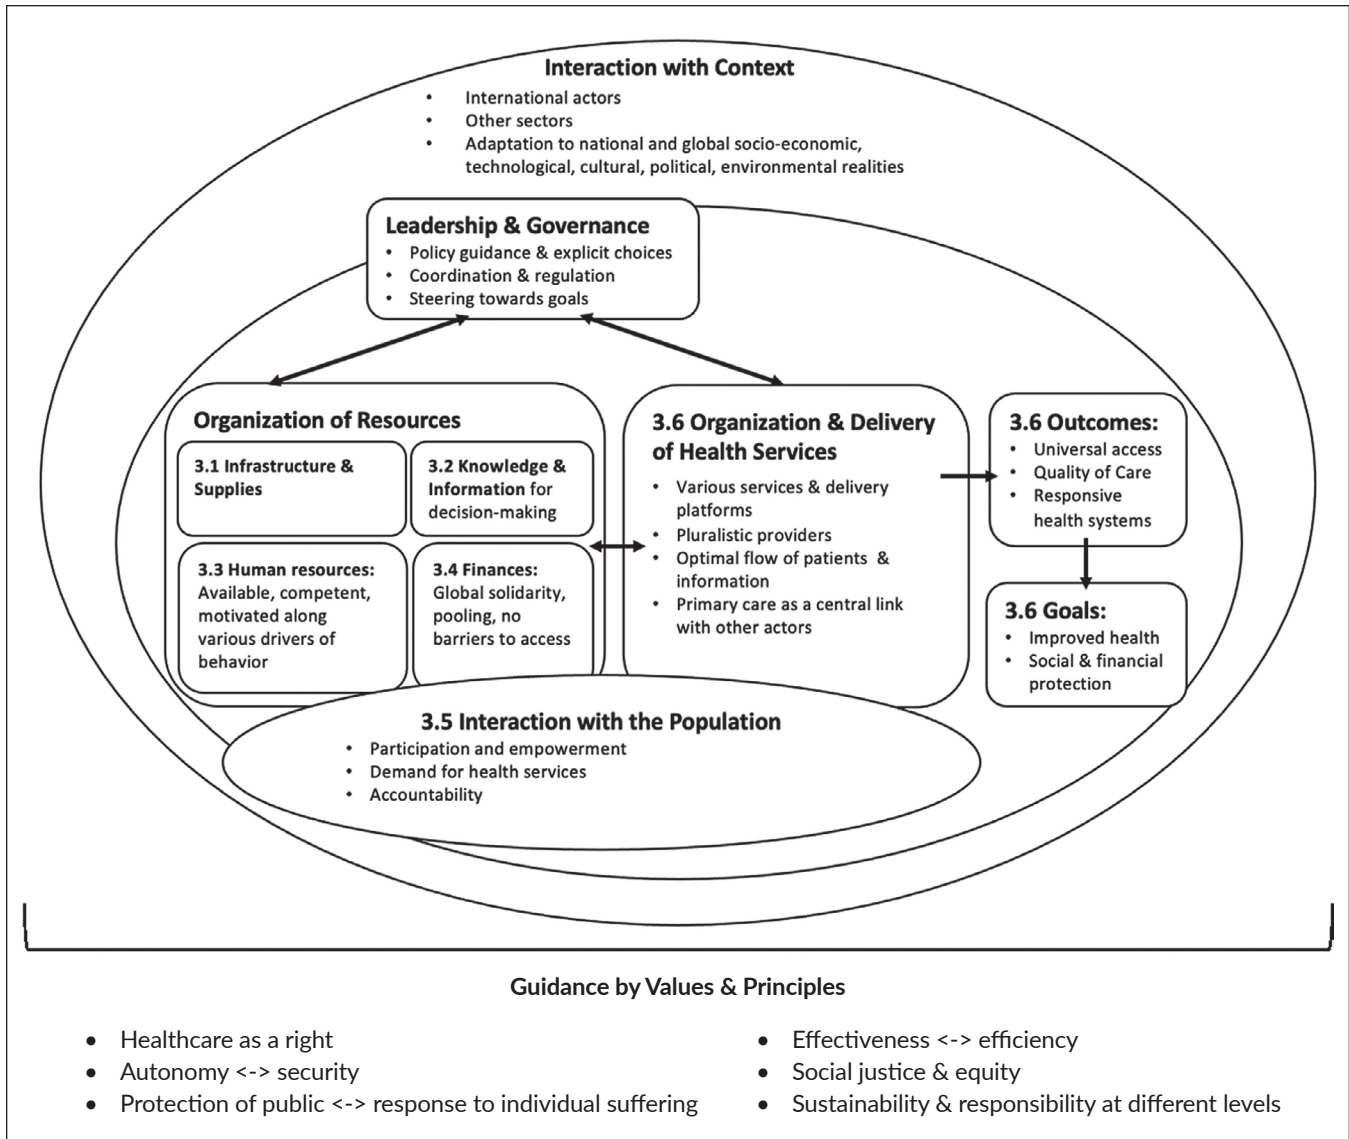 Interaction with Context
• International actors
• Other sectors
• Adaptation to national and global socio-economic,
technological, cultural, political, environmental realities
Leadership & Governance
• Policy guidance & explicit choices
• Coordination & regulation
• Steering towards goals
Organization of Resources
3.1 Infrastructure &
Supplies
3.2 Knowledge &
Information for
decision-making
3.3 Human resources:
Available, competent,
motivated along
various drivers of
behavior
3.4 Finances:
Global solidarity,
pooling, no
barriers to access
3.6 Organization & Delivery
of Health Services
• Various services & delivery
platforms
• Pluralistic providers
• Optimal flow of patients &
information
• Primary care as a central link
with other actors
3.6 Outcomes:
• Universal access
• Quality of Care
• Responsive
health systems
3.6 Goals:
• Improved health
• Social & financial
protection
3.5 Interaction with the Population
• Participation and empowerment
• Demand for health services
• Accountability
Guidance by Values & Principles
• Healthcare as a right
• Autonomy <-> security
• Protection of public <-> response to individual suffering
• Effectiveness <-> efficiency
• Social justice & equity
• Sustainability & responsibility at different levels